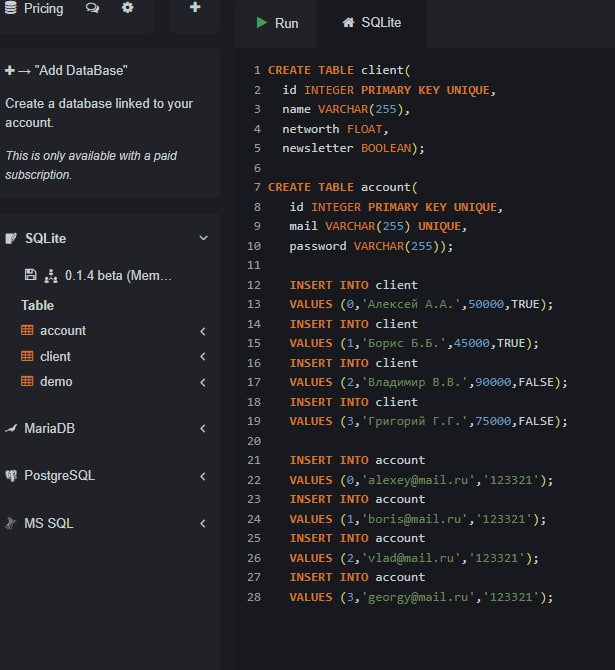 Pricing
+ → "Add DataBase"
Create a database linked to your
account.
This is only available with a paid
subscription.
SQLite
0.1.4 beta (Mem...
Table
account
client
demo
MariaDB
PostgreSQL
MS SQL
Run
SQLite
1 CREATE TABLE client(
2 id INTEGER PRIMARY KEY UNIQUE,
3 name VARCHAR(255),
4 networth FLOAT,
5 newsletter BOOLEAN);
6
7 CREATE TABLE account(
8 id INTEGER PRIMARY KEY UNIQUE,
9 mail VARCHAR(255) UNIQUE,
10 password VARCHAR(255));
11
12 INSERT INTO client
13 VALUES (0,'Алексей А.А.',50000,TRUE);
14 INSERT INTO client
15 VALUES (1,'Борис Б.Б.',45000,TRUE);
16 INSERT INTO client
17 VALUES (2,'Владимир В.В.',90000,FALSE);
18 INSERT INTO client
19 VALUES (3,'Григорий Г.Г.',75000,FALSE);
20
21 INSERT INTO account
22 VALUES (0,'alexey@mail.ru','123321');
23 INSERT INTO account
24 VALUES (1,'boris@mail.ru','123321');
25 INSERT INTO account
26 VALUES (2,'vlad@mail.ru','123321');
27 INSERT INTO account
28 VALUES (3,'georgy@mail.ru','123321');